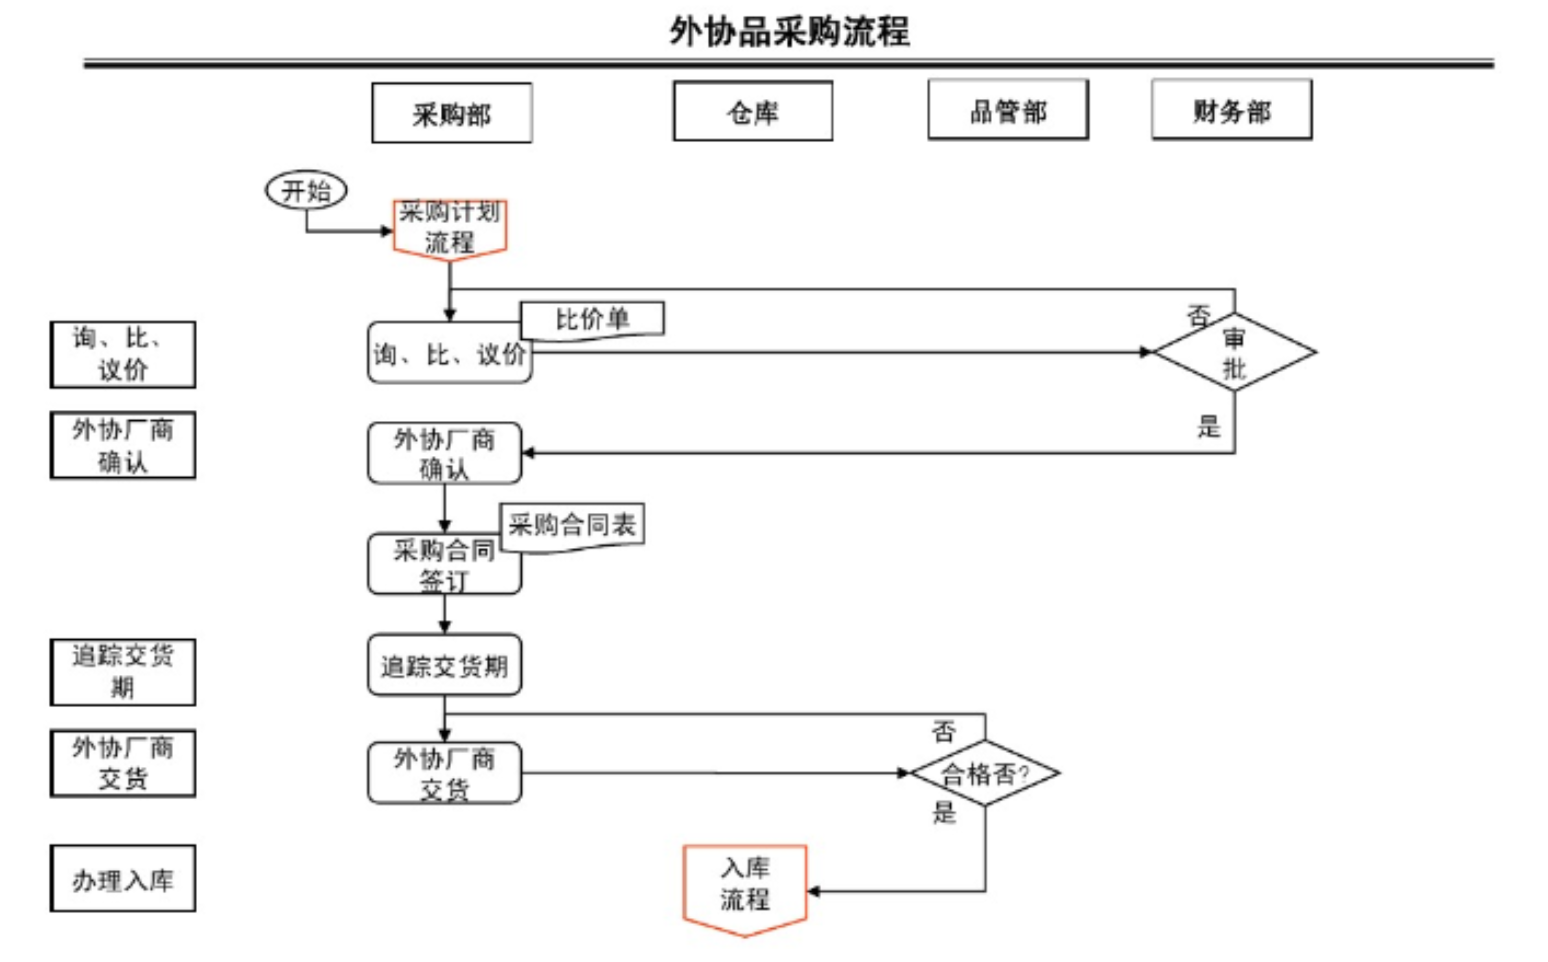 外协品采购流程
采购部
仓库
品管部
财务部
开始
采购计划
流程
询、比、
议价
比价单
询、比、议价
否
审
批
是
外协厂商
确认
外协厂商
确认
采购合同表
采购合同
签订
追踪交货
期
追踪交货期
外协厂商
交货
外协厂商
交货
否
合格否?
是
办理入库
入库
流程